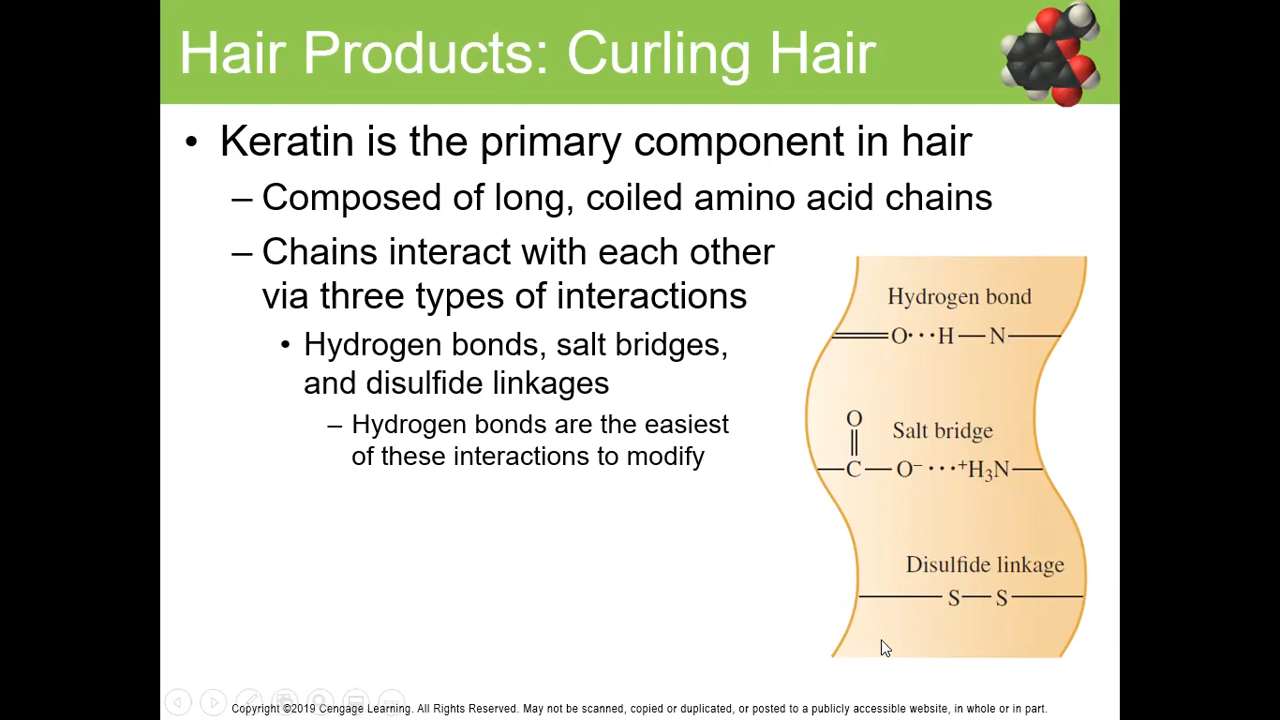 Hair Products: Curling Hair
• Keratin is the primary component in hair
– Composed of long, coiled amino acid chains
– Chains interact with each other
via three types of interactions
• Hydrogen bonds, salt bridges,
and disulfide linkages
– Hydrogen bonds are the easiest
of these interactions to modify
Hydrogen bond
O···H—N
O
Salt bridge
C—O⁻···⁺H₃N
Disulfide linkage
S—S
Copyright ©2019 Cengage Learning. All Rights Reserved. May not be scanned, copied or duplicated, or posted to a publicly accessible website, in whole or in part.